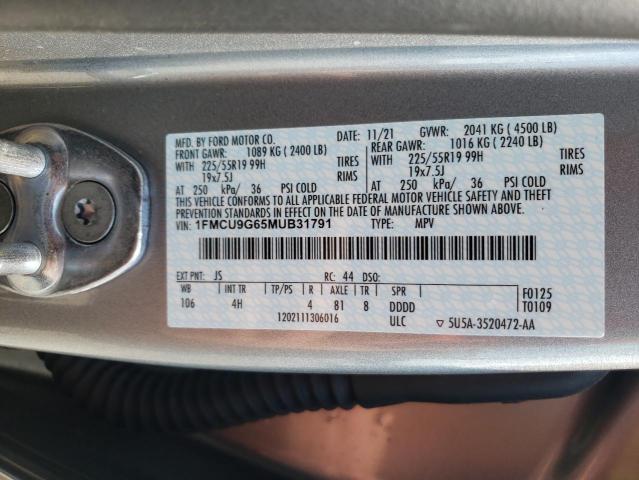 MFD. BY FORD MOTOR CO. DATE: 11/21 GVWR: 2041 KG ( 4500 LB)
FRONT GAWR: 1089 KG ( 2400 LB) REAR GAWR: 1016 KG ( 2240 LB)
WITH 225/55R19 99H TIRES WITH 225/55R19 99H TIRES
19x7.5J RIMS 19x7.5J RIMS
AT 250 kPa/ 36 PSI COLD AT 250 kPa/ 36 PSI COLD
THIS VEHICLE CONFORMS TO ALL APPLICABLE FEDERAL MOTOR VEHICLE SAFETY, BUMPER, AND THEFT PREVENTION STANDARDS IN EFFECT ON THE DATE OF MANUFACTURE SHOWN ABOVE.
VIN: 1FMCU9G65MUB31791 TYPE: MPV
EXT PNT: JS RC: 44 DSO: F0125
WB INT TR TP/PS R AXLE TR SPR T0109
106 4H 4 81 8 DDDD
1202111306016 ULC ▽ 5U5A-3520472-AA